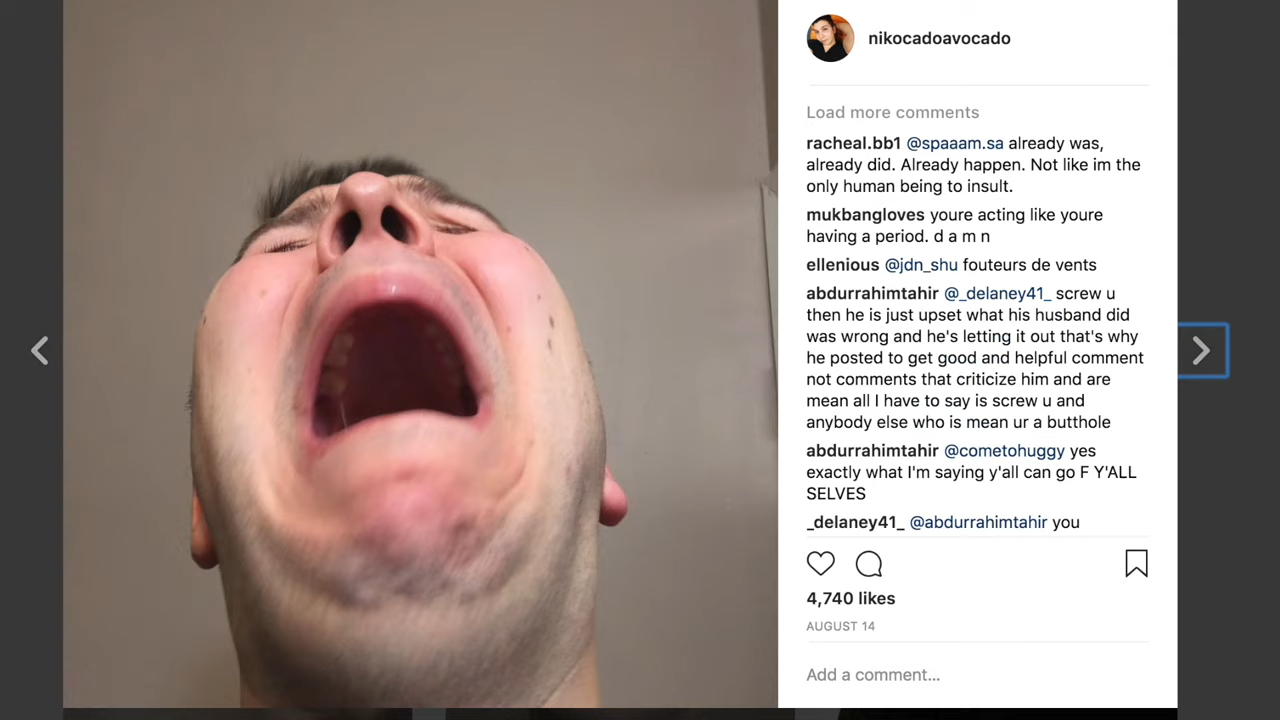 nikocadoavocado
Load more comments
racheal.bb1 @spaaam.sa already was,
already did. Already happen. Not like im the
only human being to insult.
mukbangloves youre acting like youre
having a period. d a m n
ellenious @jdn_shu fouteurs de vents
abdurrahimtahir @_delaney41_ screw u
then he is just upset what his husband did
was wrong and he's letting it out that's why
he posted to get good and helpful comment
not comments that criticize him and are
mean all I have to say is screw u and
anybody else who is mean ur a butthole
abdurrahimtahir @cometohuggy yes
exactly what I'm saying y'all can go F Y'ALL
SELVES
_delaney41_ @abdurrahimtahir you
4,740 likes
AUGUST 14
Add a comment...